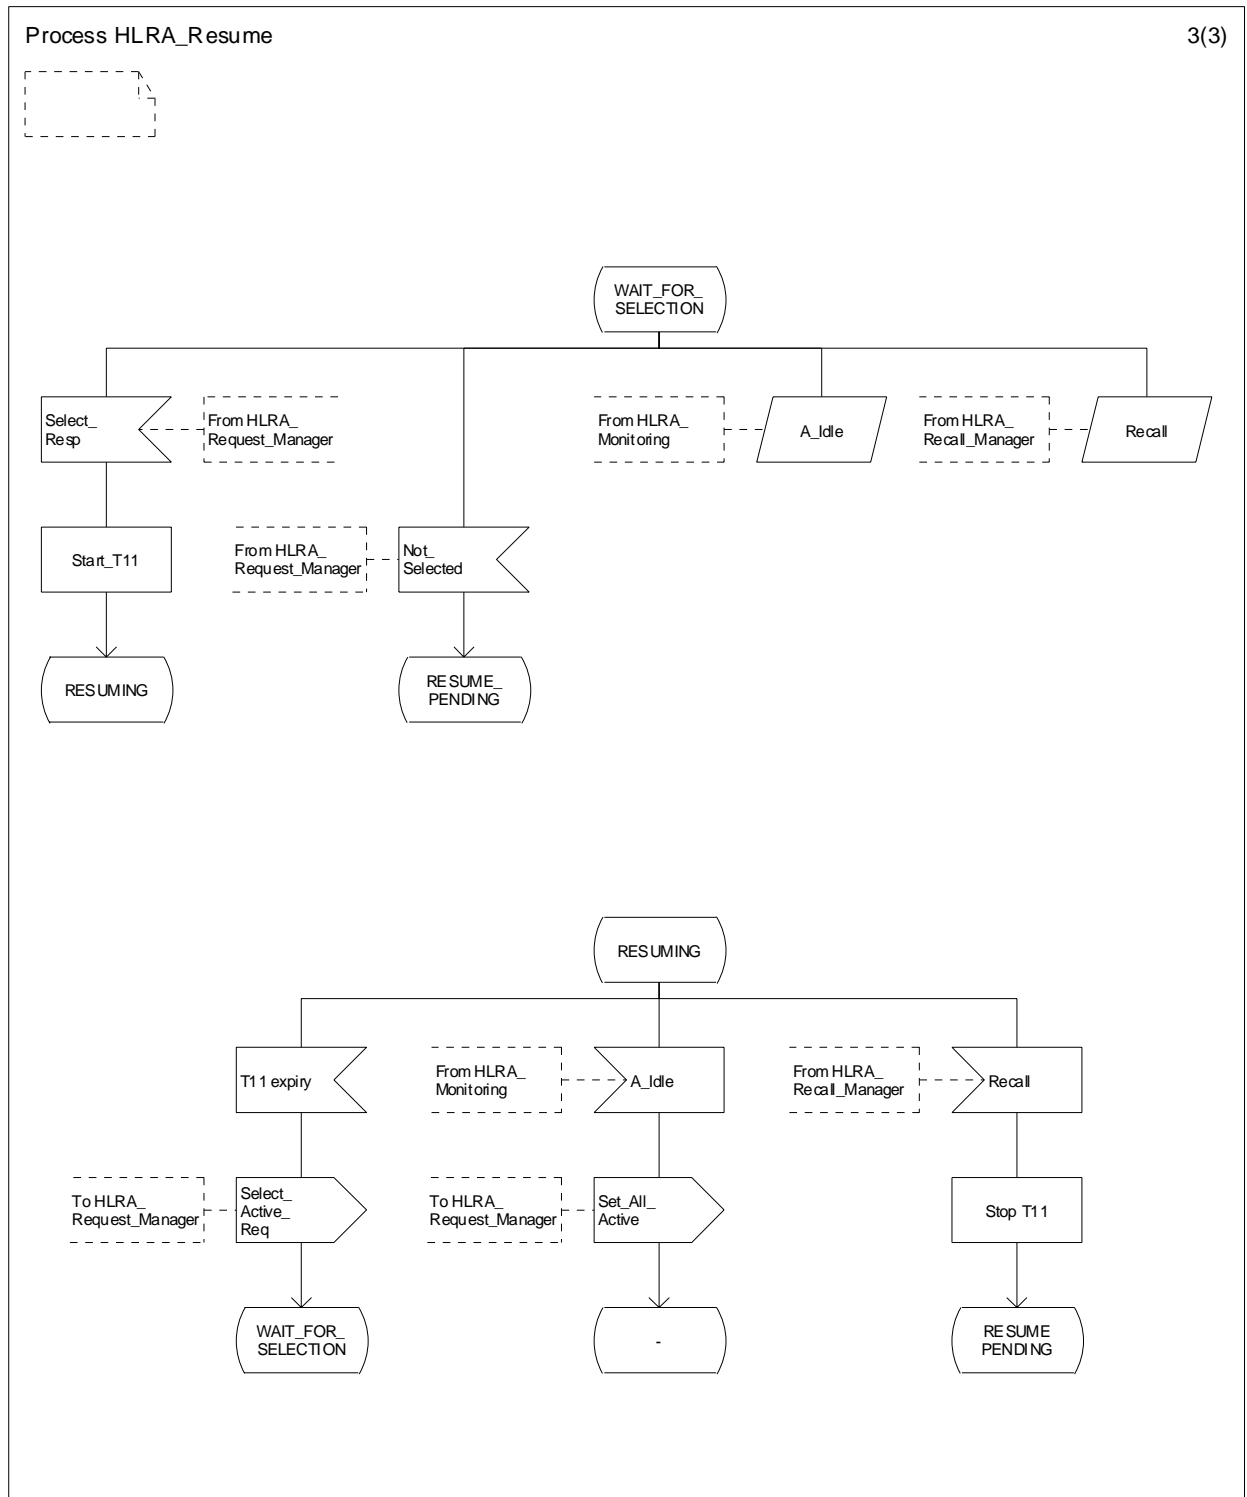 Process HLRA_Resume
3(3)
WAIT_FOR_
SELECTION
Select_
Resp
From HLRA_
Request_Manager
From HLRA_
Monitoring
A_Idle
From HLRA_
Recall_Manager
Recall
Start_T11
From HLRA_
Request_Manager
Not_
Selected
RESUMING
RESUME_
PENDING
RESUMING
T11 expiry
From HLRA_
Monitoring
A_Idle
From HLRA_
Recall_Manager
Recall
To HLRA_
Request_Manager
Select_
Active_
Req
To HLRA_
Request_Manager
Set_All_
Active
Stop T11
WAIT_FOR_
SELECTION
-
RESUME
PENDING